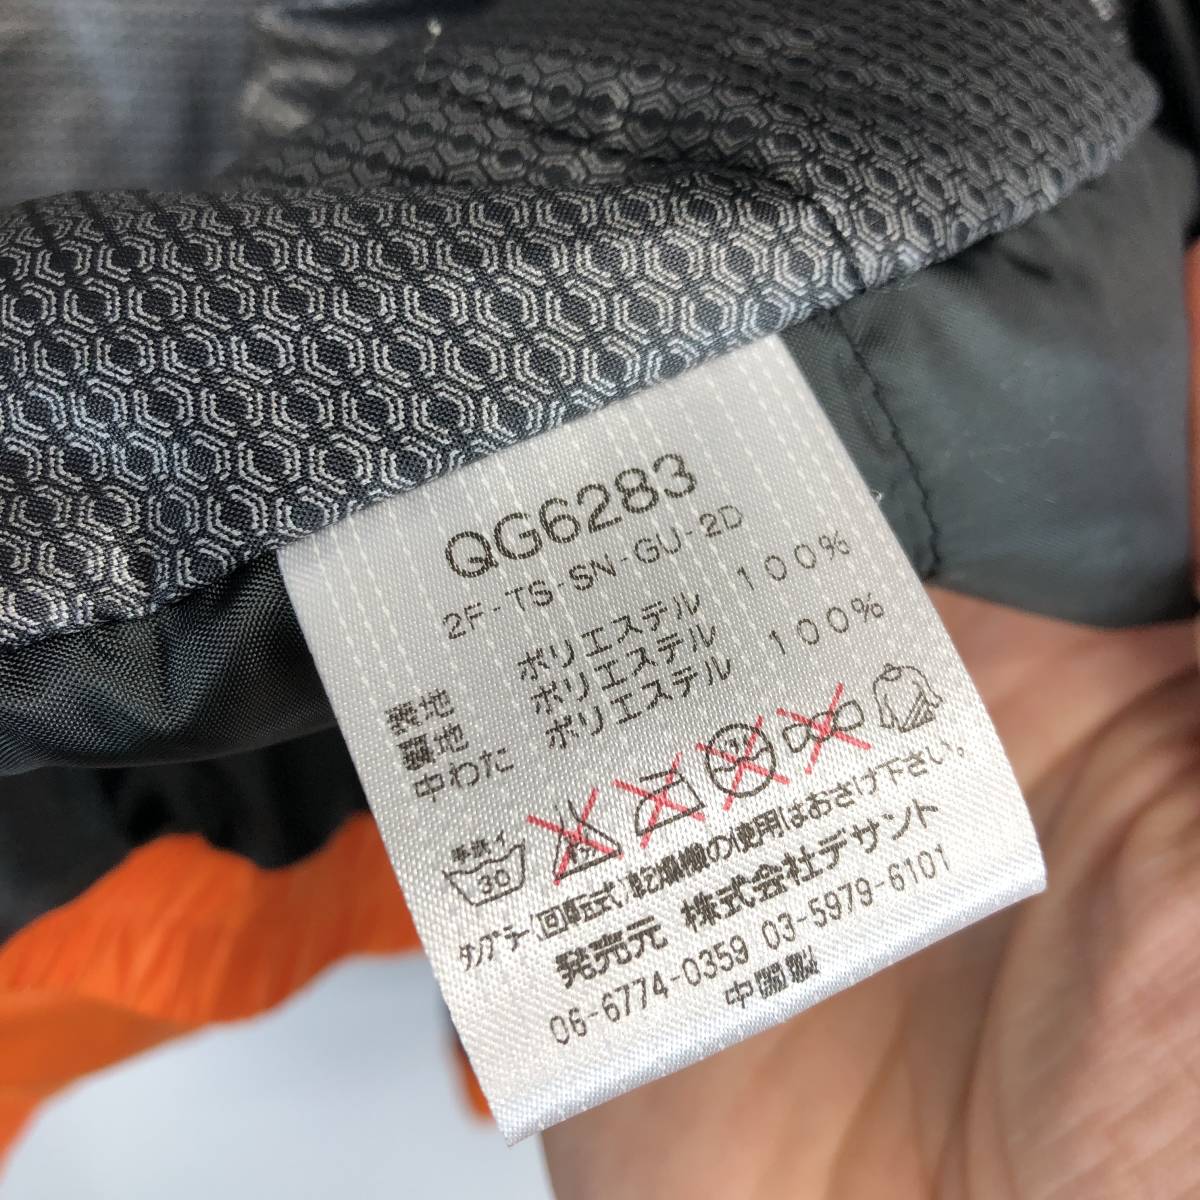 QG6283
2F-TS-SN-GU-2D
表地 ポリエステル 100%
裏地 ポリエステル
中わた ポリエステル 100%
手洗イ
30
タンブラー(回転式)乾燥機の使用はおさけ下さい。
発売元 株式会社デサント
06-6774-0359 03-5979-6101
中国製